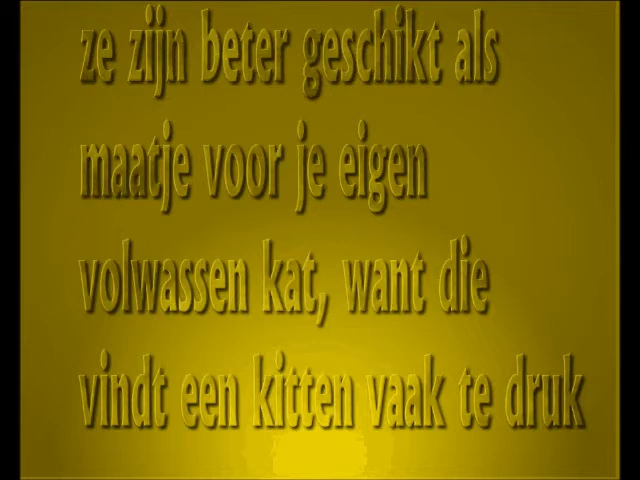 ze zijn beter geschikt als
maatje voor je eigen
volwassen kat, want die
vindt een kitten vaak te druk